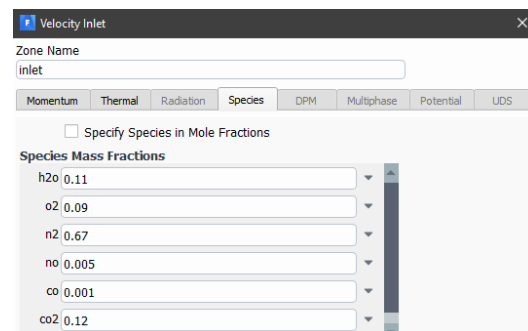 F Velocity Inlet
Zone Name
inlet
Momentum Thermal Radiation Species DPM Multiphase Potential UDS
Specify Species in Mole Fractions
Species Mass Fractions
h2o 0.11
o2 0.09
n2 0.67
no 0.005
co 0.001
co2 0.12